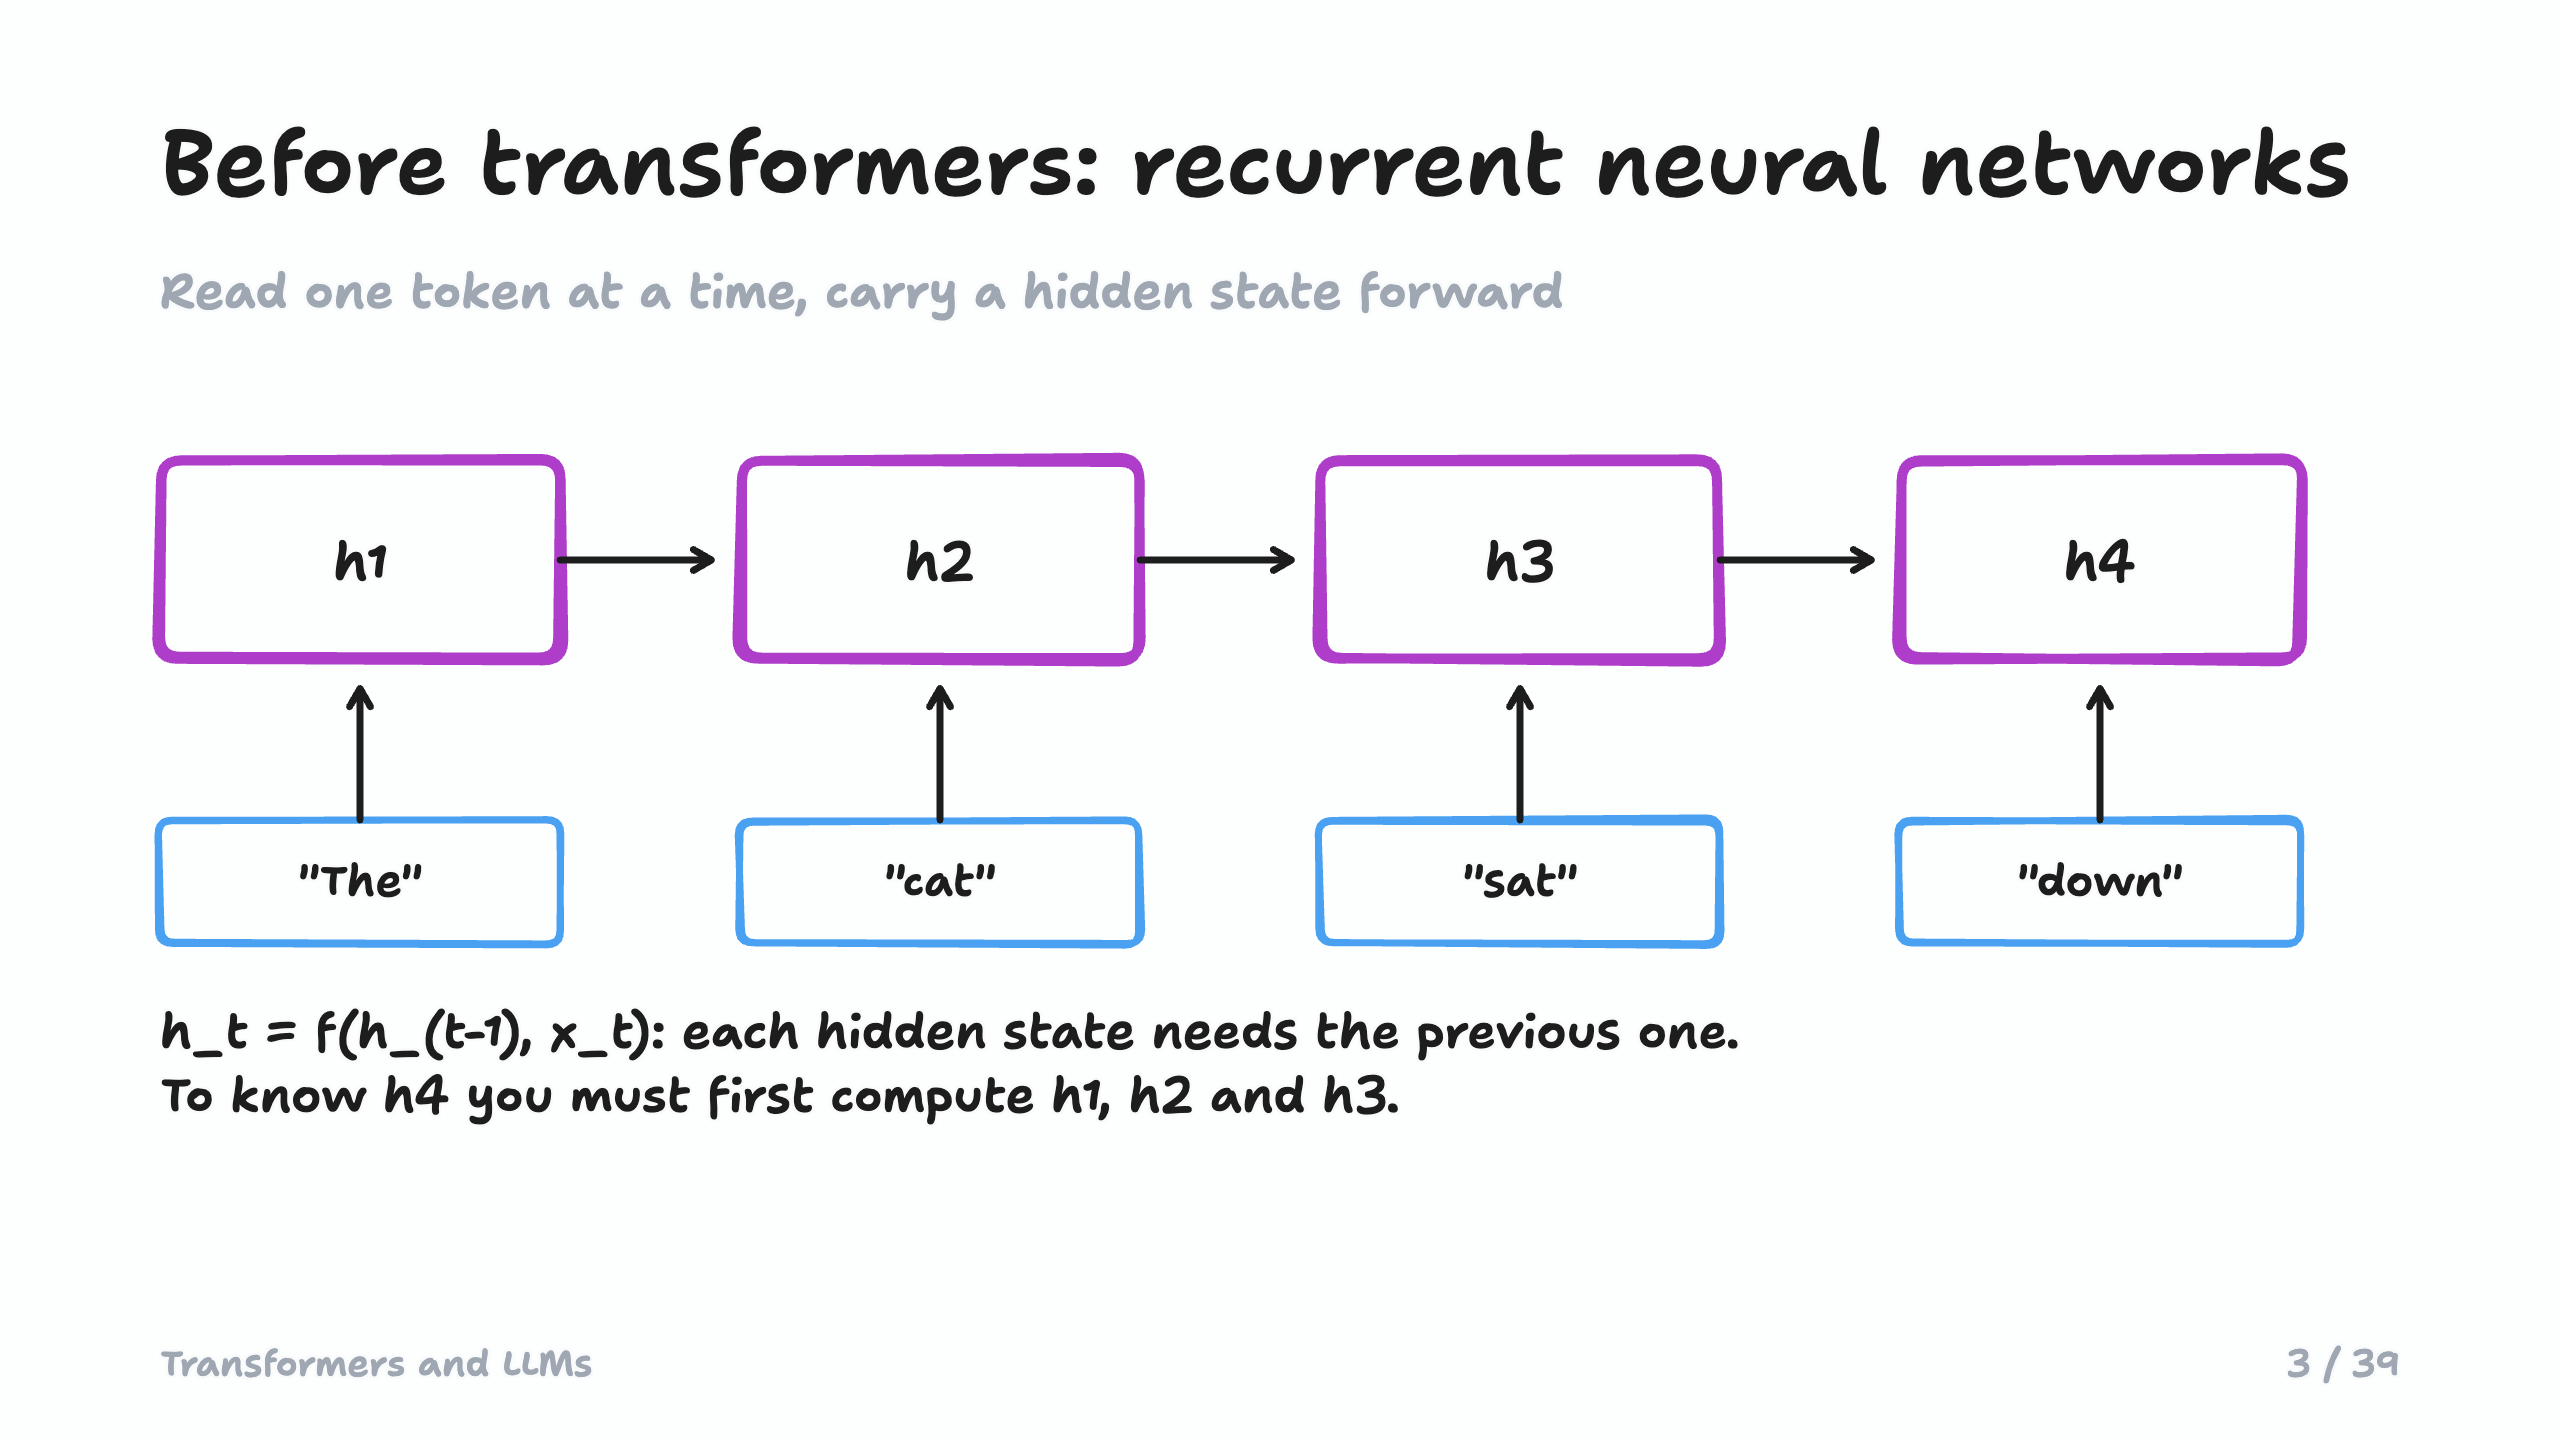 Before transformers: recurrent neural networks
Read one token at a time, carry a hidden state forward
h1
h2
h3
h4
"The"
"cat"
"sat"
"down"
h_t = f(h_(t-1), x_t): each hidden state needs the previous one.
To know h4 you must first compute h1, h2 and h3.
Transformers and LLMs
3 / 39